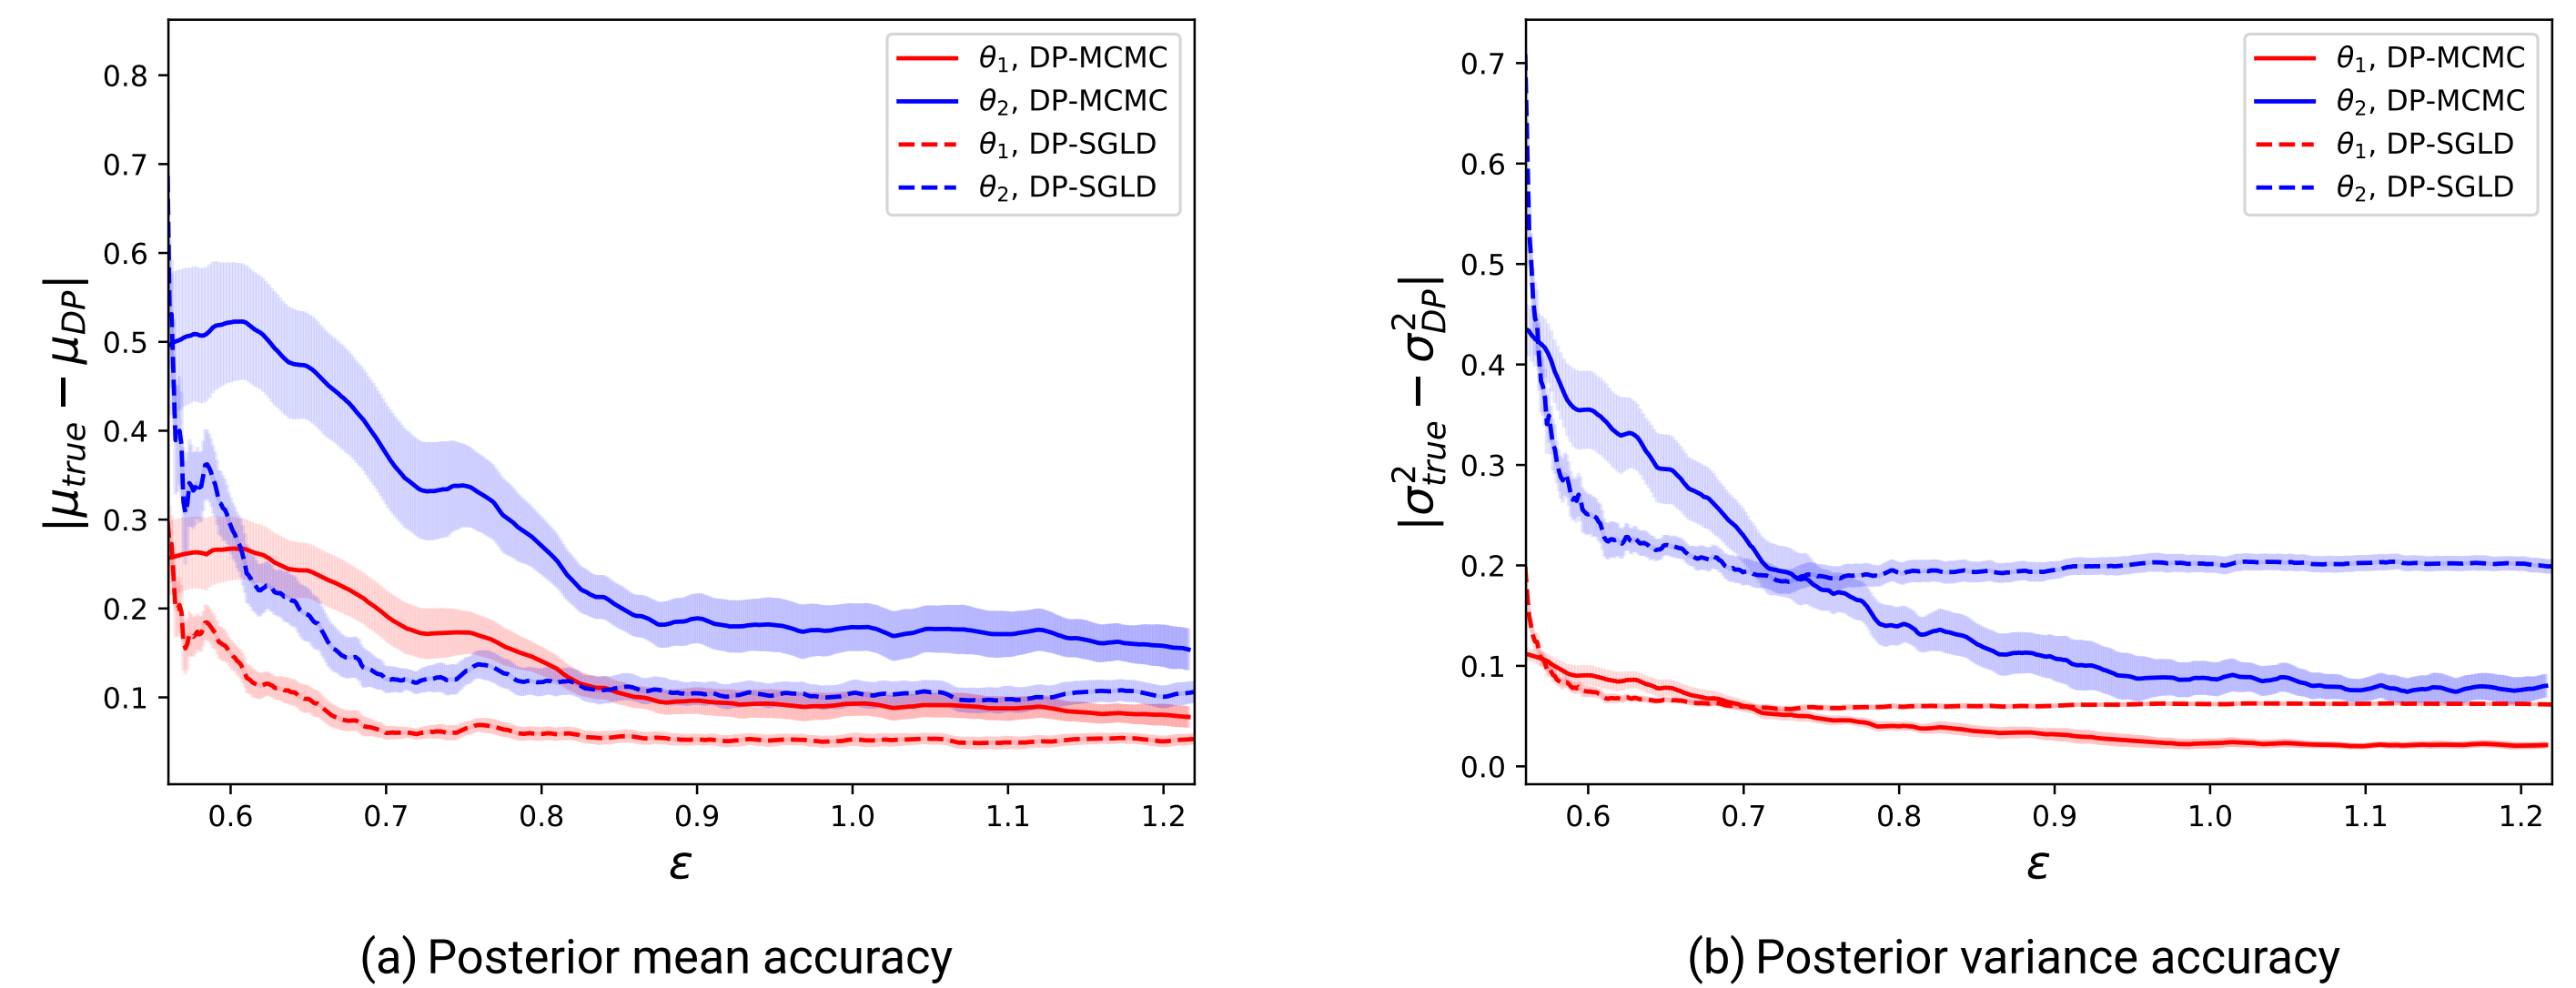 0.8
0.7
0.6
0.5
0.4
0.3
0.2
0.1
|μ_true − μ_DP|
θ₁, DP-MCMC
θ₂, DP-MCMC
θ₁, DP-SGLD
θ₂, DP-SGLD
0.6 0.7 0.8 0.9 1.0 1.1 1.2
ε
(a) Posterior mean accuracy
0.7
0.6
0.5
0.4
0.3
0.2
0.1
0.0
|σ²_true − σ²_DP|
θ₁, DP-MCMC
θ₂, DP-MCMC
θ₁, DP-SGLD
θ₂, DP-SGLD
0.6 0.7 0.8 0.9 1.0 1.1 1.2
ε
(b) Posterior variance accuracy